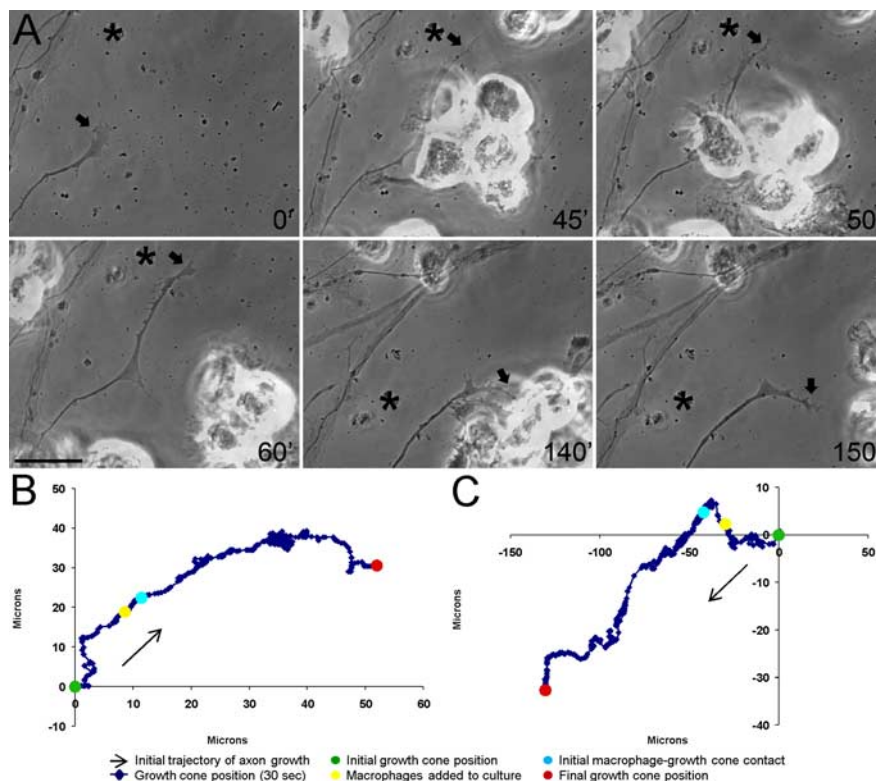 A
*
0'
*
45'
*
50'
*
60'
*
140'
*
150'
B
50
40
30
20
10
0
-10
0
10
20
30
40
50
60
Microns
Microns
C
10
0
-10
-20
-30
-40
-150
-100
-50
0
50
Microns
Microns
Initial trajectory of axon growth
Initial growth cone position
Initial macrophage-growth cone contact
Growth cone position (30 sec)
Macrophages added to culture
Final growth cone position